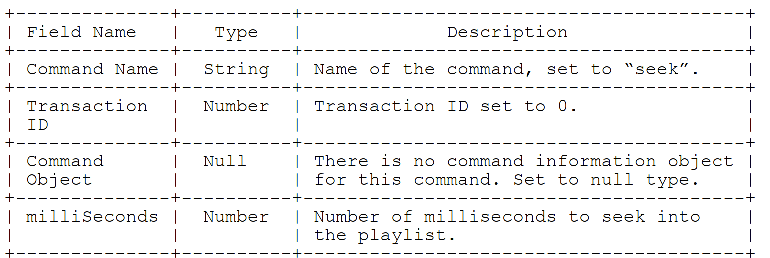 +--------------+----------+--------------------------------------------+
| Field Name | Type | Description |
+--------------+----------+--------------------------------------------+
| Command Name | String | Name of the command, set to “seek”. |
+--------------+----------+--------------------------------------------+
| Transaction | Number | Transaction ID set to 0. |
| ID | | |
+--------------+----------+--------------------------------------------+
| Command | Null | There is no command information object |
| Object | | for this command. Set to null type. |
+--------------+----------+--------------------------------------------+
| milliSeconds | Number | Number of milliseconds to seek into |
| | | the playlist. |
+--------------+----------+--------------------------------------------+